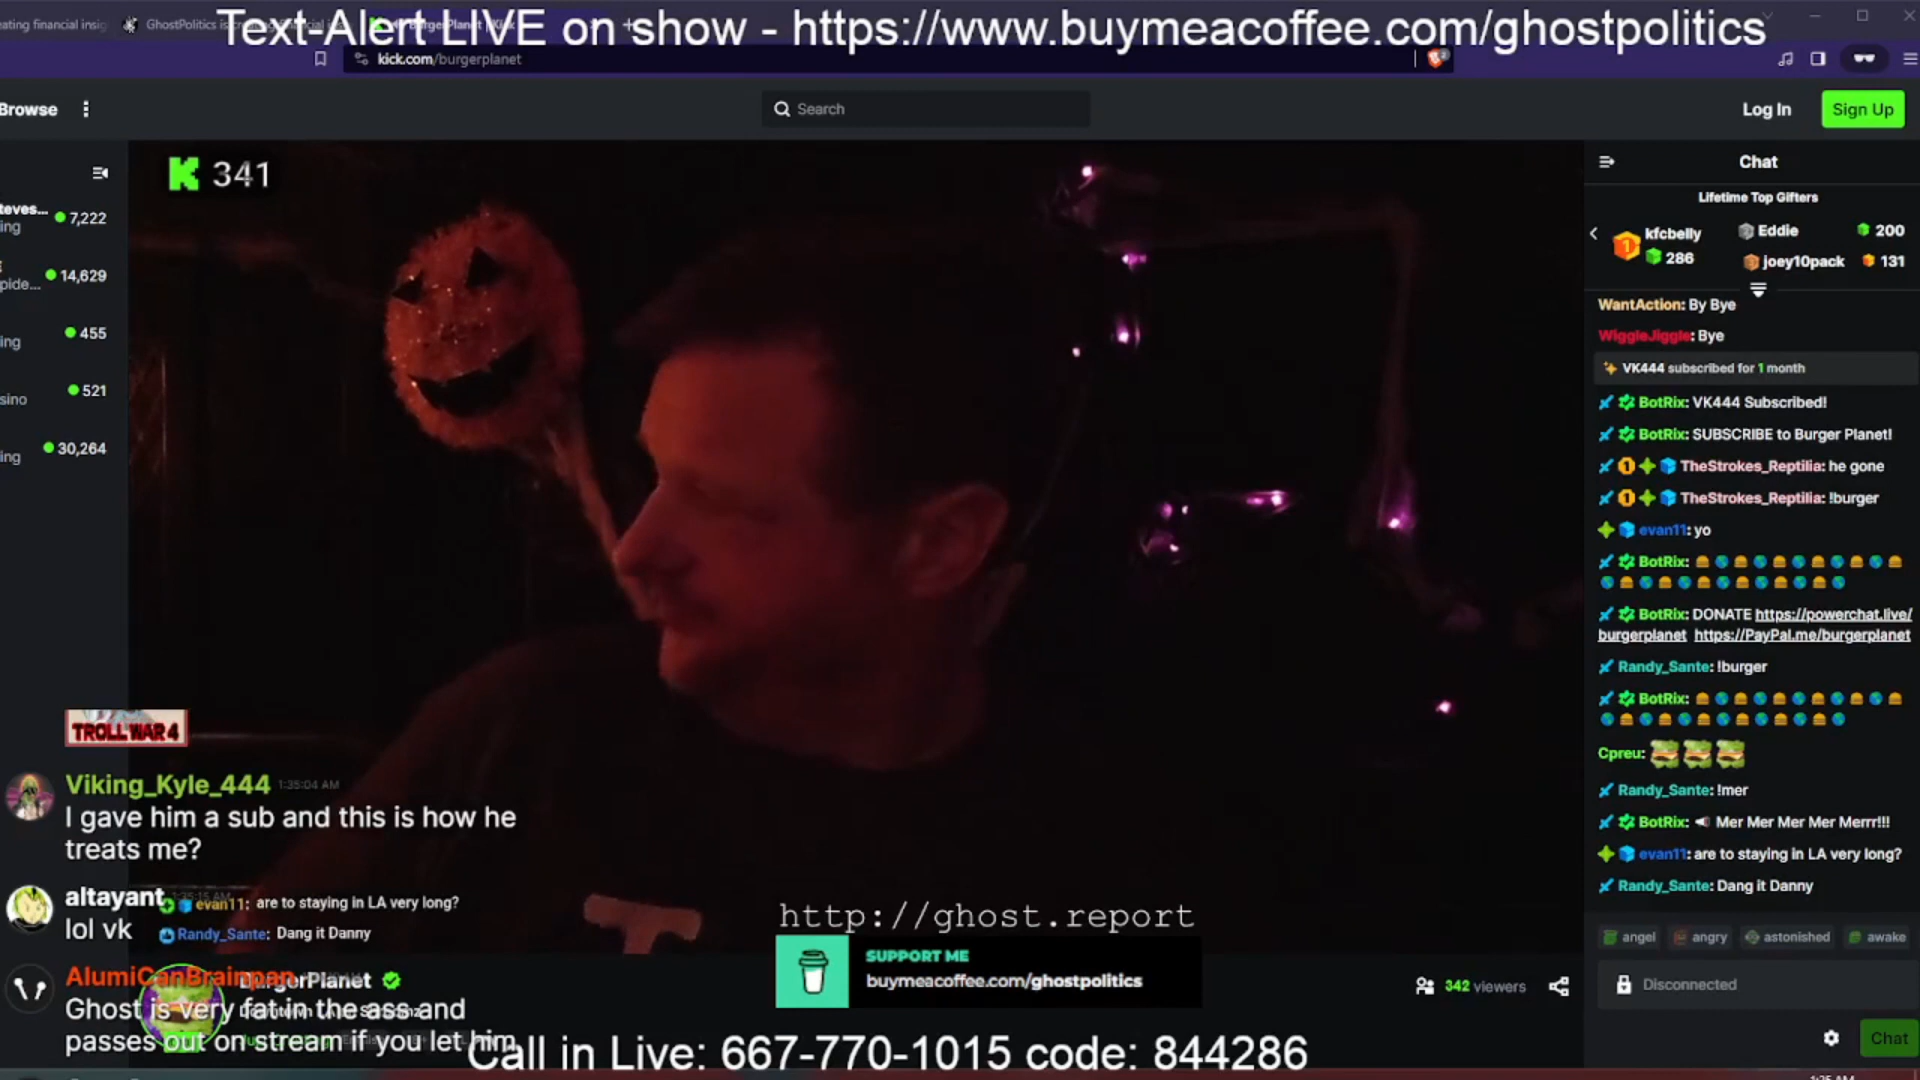 Text-Alert LIVE on show - https://www.buymeacoffee.com/ghostpolitics
kick.com/burgerplanet
Browse
Search
Log In
Sign Up
K 341
7,222
14,629
455
521
30,264
Chat
Lifetime Top Gifters
kfcbelly
286
Eddie 200
joey10pack 131
WantAction: By Bye
WiggleJiggle: Bye
VK444 subscribed for 1 month
BotRix: VK444 Subscribed!
BotRix: SUBSCRIBE to Burger Planet!
TheStrokes_Reptilia: he gone
TheStrokes_Reptilia: !burger
evan11: yo
BotRix: 🍔🌎🍔🌎🍔🌎🍔🌎🍔🌎🍔
🌎🍔🌎🍔🌎🍔🌎🍔🌎🍔🌎🍔🌎
BotRix: DONATE https://powerchat.live/
burgerplanet https://PayPal.me/burgerplanet
Randy_Sante: !burger
BotRix: 🍔🌎🍔🌎🍔🌎🍔🌎🍔🌎🍔
🌎🍔🌎🍔🌎🍔🌎🍔🌎🍔🌎🍔🌎
Cpreu:
Randy_Sante: !mer
BotRix: 📢 Mer Mer Mer Mer Merrr!!!
evan11: are to staying in LA very long?
Randy_Sante: Dang it Danny
angel angry astonished awake
Disconnected
Chat
TROLL WAR 4
Viking_Kyle_444 1:35:04 AM
I gave him a sub and this is how he
treats me?
altayant
lol vk
evan11: are to staying in LA very long?
Randy_Sante: Dang it Danny
AlumiCanBrainpan
BurgerPlanet
Ghost is very fat in the ass and
passes out on stream if you let him
http://ghost.report
SUPPORT ME
buymeacoffee.com/ghostpolitics
342 viewers
Call in Live: 667-770-1015 code: 844286